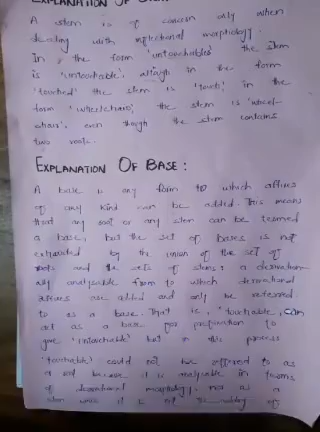 EXPLANATION OF STEM
A stem is of concern only when
dealing with inflectional morphology.
In the form 'untouchables' the stem
is 'untouchable', although in the form
'touched' the stem is 'touch'; in the
form 'wheelchairs', the stem is 'wheel-
chair', even though the stem contains
two roots.
EXPLANATION OF BASE :
A base is any form to which affixes
of any kind can be added. This means
that any root or any stem can be termed
a base, but the set of bases is not
exhausted by the union of the set of
roots and the sets of stems : a derivation-
ally analysable form to which derivational
affixes are added and only be referred
to as a base. That is, 'touchable', can
act as a base for prefixation to
give 'untouchable' but in this process
'touchable' could not be referred to as
a root because it is analysable in terms
of derivational morphology, nor as a
stem since it is not the adding of